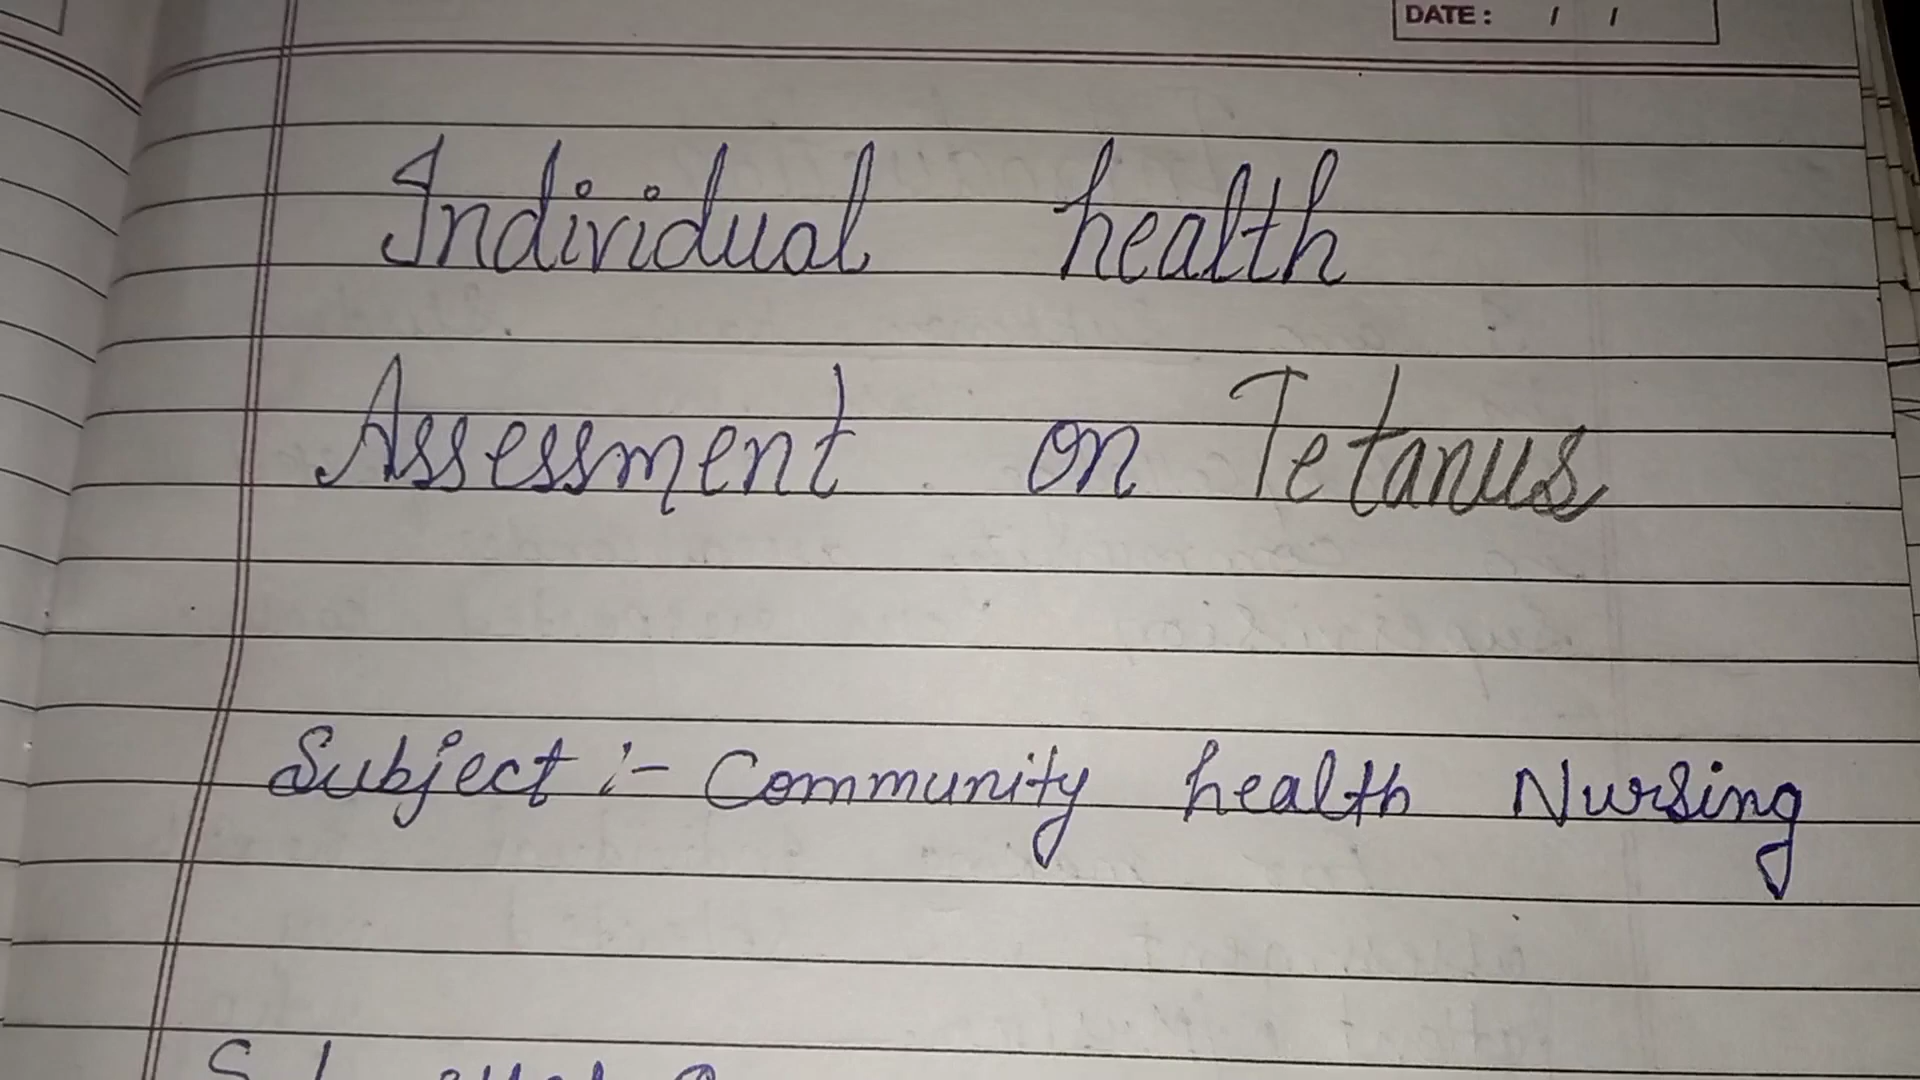 DATE: / /
Individual health
Assessment on Tetanus
Subject :- Community health Nursing